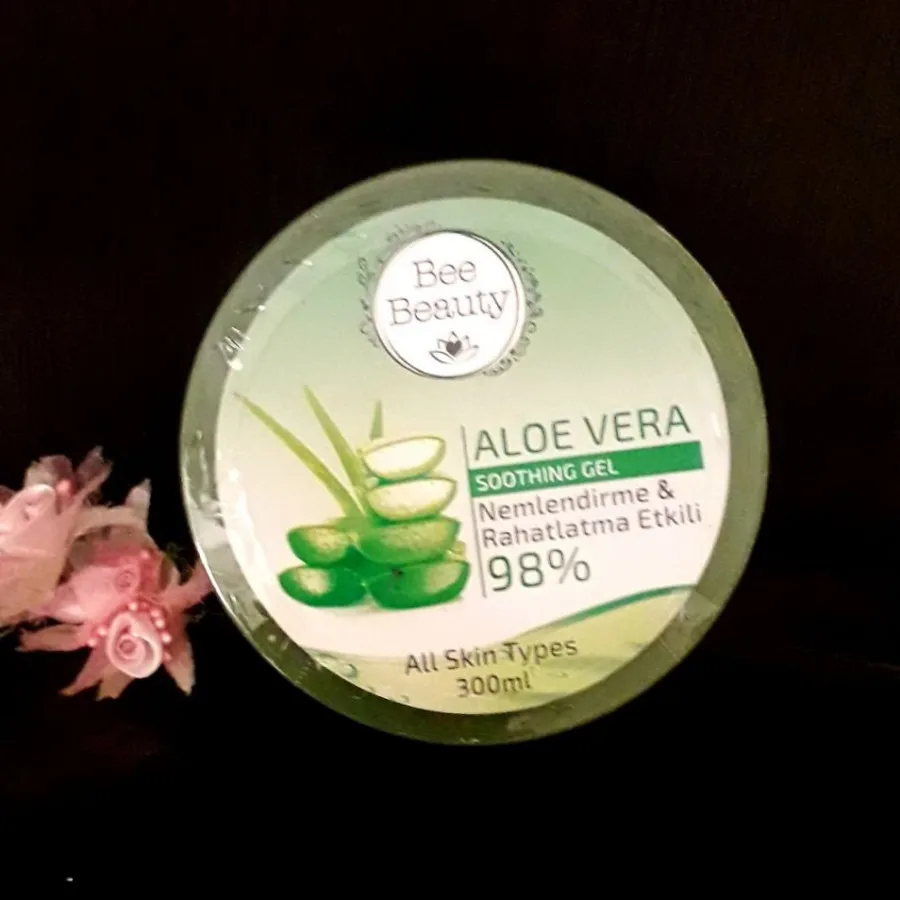 Bee
Beauty
ALOE VERA
SOOTHING GEL
Nemlendirme &
Rahatlatma Etkili
98%
All Skin Types
300ml